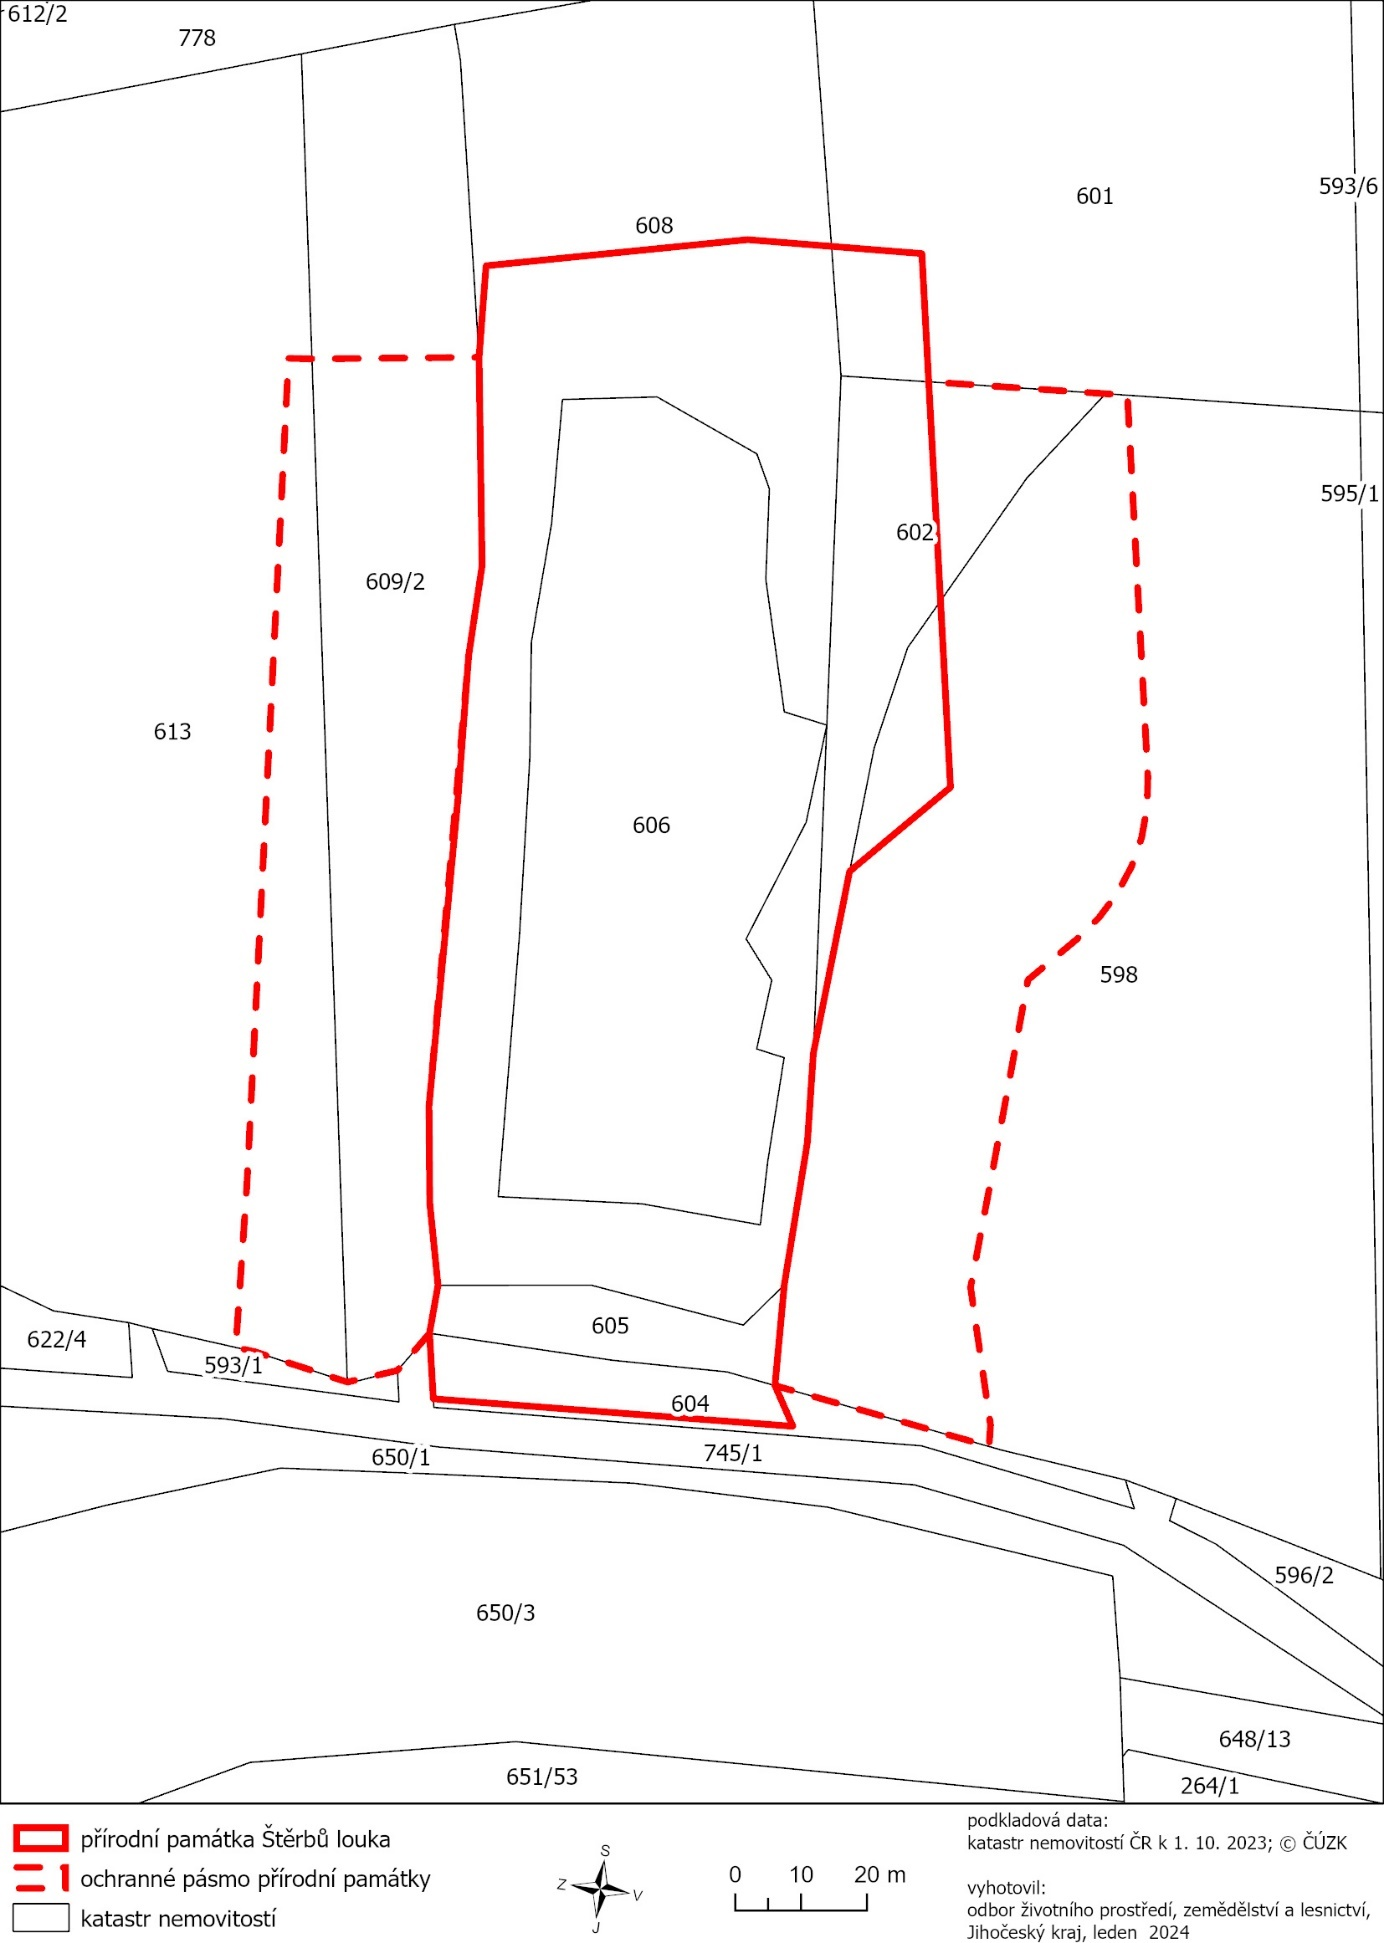 612/2
778
593/6
601
608
595/1
602
609/2
613
606
598
605
622/4
593/1
604
745/1
650/1
596/2
650/3
648/13
651/53
264/1
přírodní památka Štěrbů louka
ochranné pásmo přírodní památky
katastr nemovitostí
S
Z
V
J
0 10 20 m
podkladová data:
katastr nemovitostí ČR k 1. 10. 2023; © ČÚZK
vyhotovil:
odbor životního prostředí, zemědělství a lesnictví,
Jihočeský kraj, leden 2024